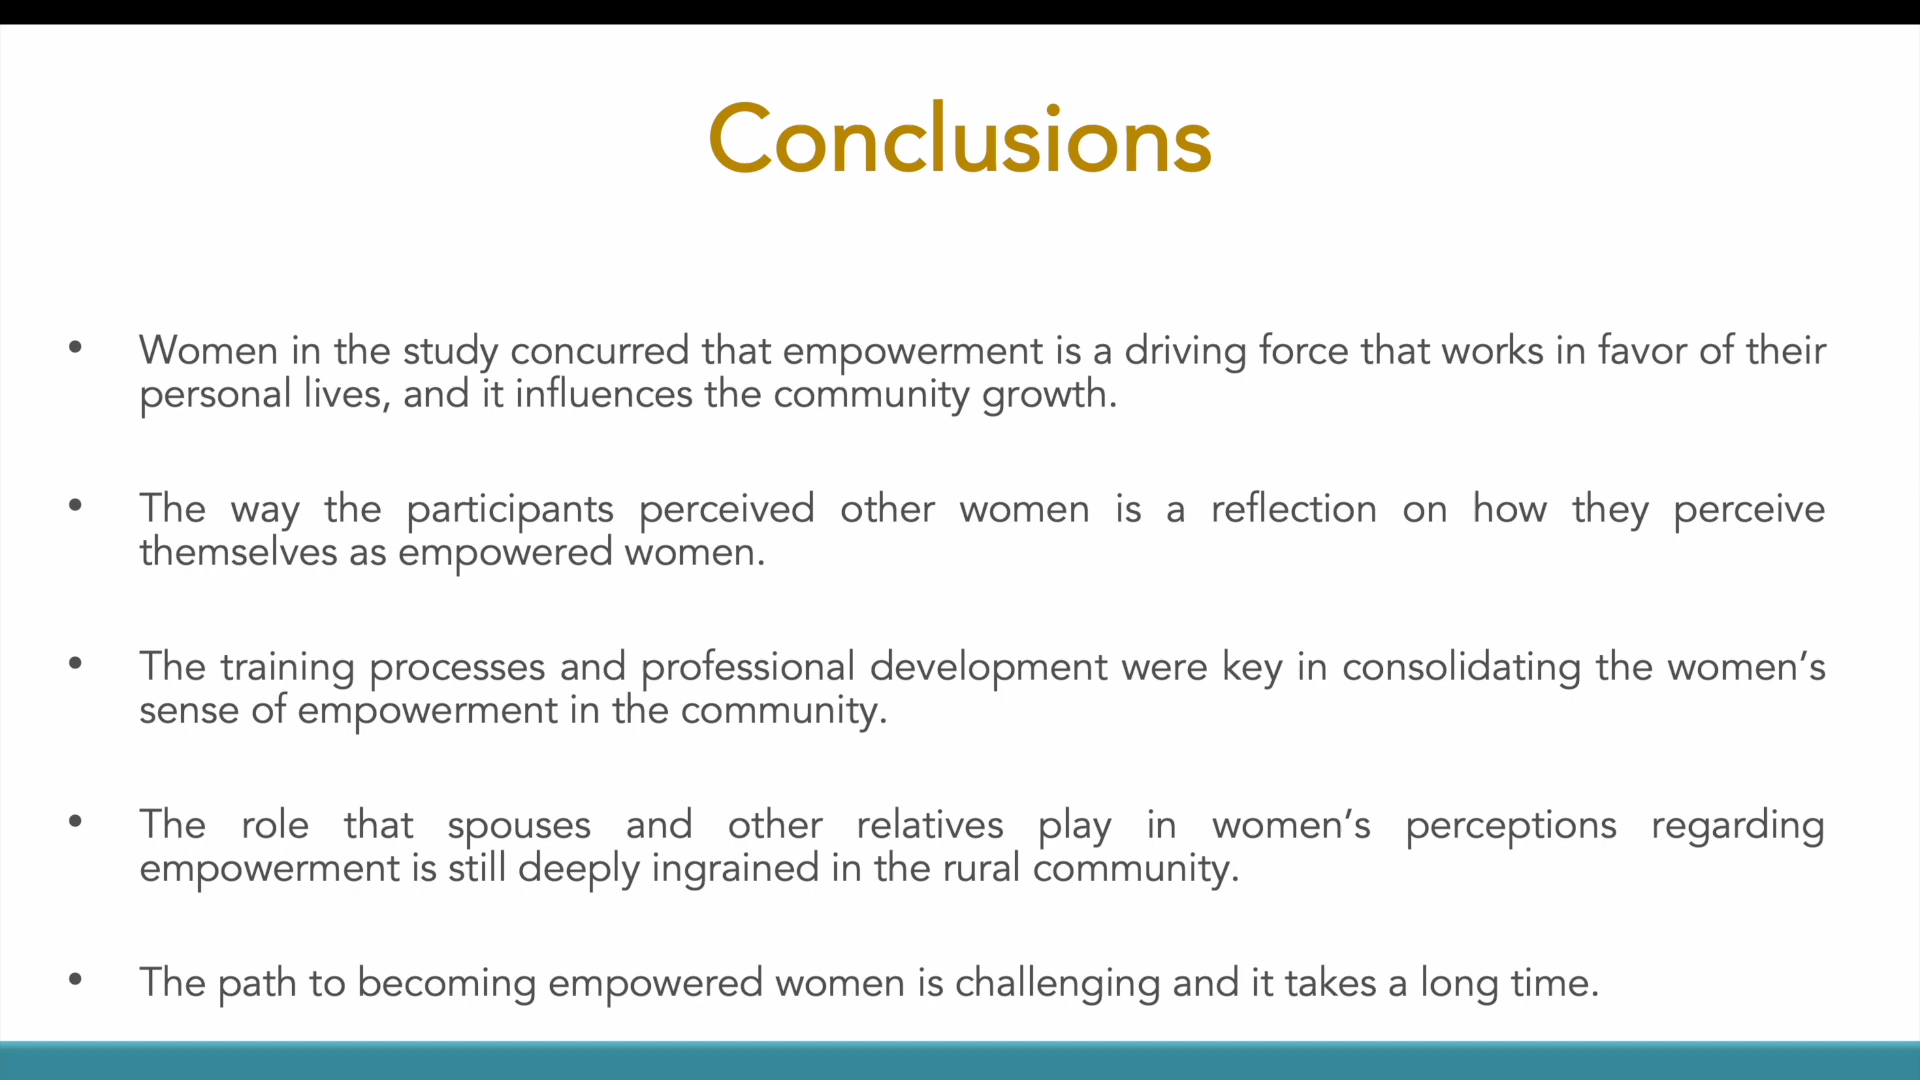 Conclusions
• Women in the study concurred that empowerment is a driving force that works in favor of their
personal lives, and it influences the community growth.
• The way the participants perceived other women is a reflection on how they perceive
themselves as empowered women.
• The training processes and professional development were key in consolidating the women’s
sense of empowerment in the community.
• The role that spouses and other relatives play in women’s perceptions regarding
empowerment is still deeply ingrained in the rural community.
• The path to becoming empowered women is challenging and it takes a long time.